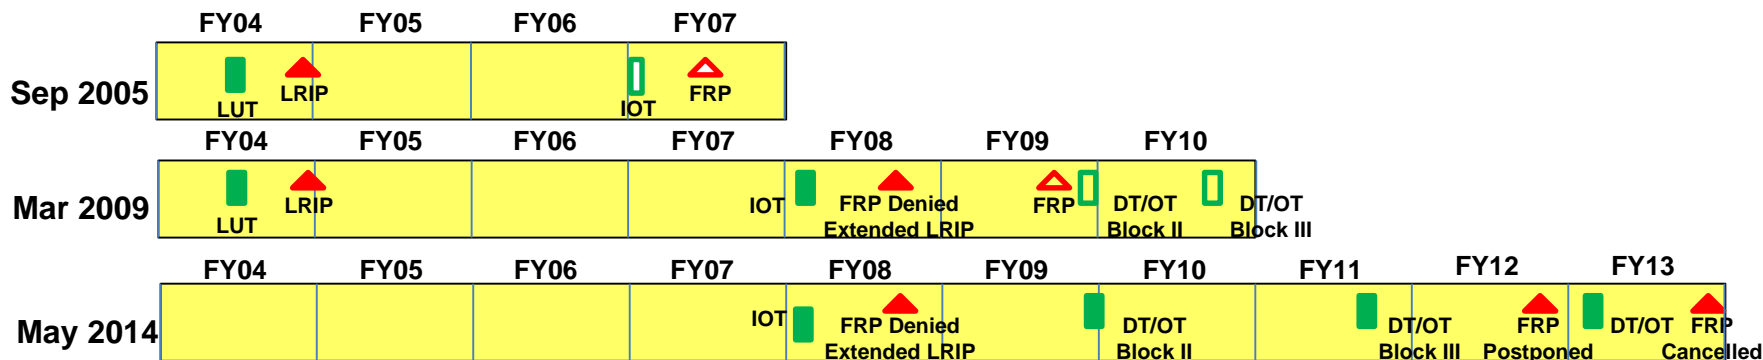 FY04 FY05 FY06 FY07
Sep 2005
LUT LRIP IOT FRP
FY04 FY05 FY06 FY07 FY08 FY09 FY10
Mar 2009
LUT LRIP IOT FRP Denied FRP DT/OT DT/OT
Extended LRIP Block II Block III
FY04 FY05 FY06 FY07 FY08 FY09 FY10 FY11 FY12 FY13
May 2014
IOT FRP Denied DT/OT DT/OT FRP DT/OT FRP
Extended LRIP Block II Block III Postponed Cancelled